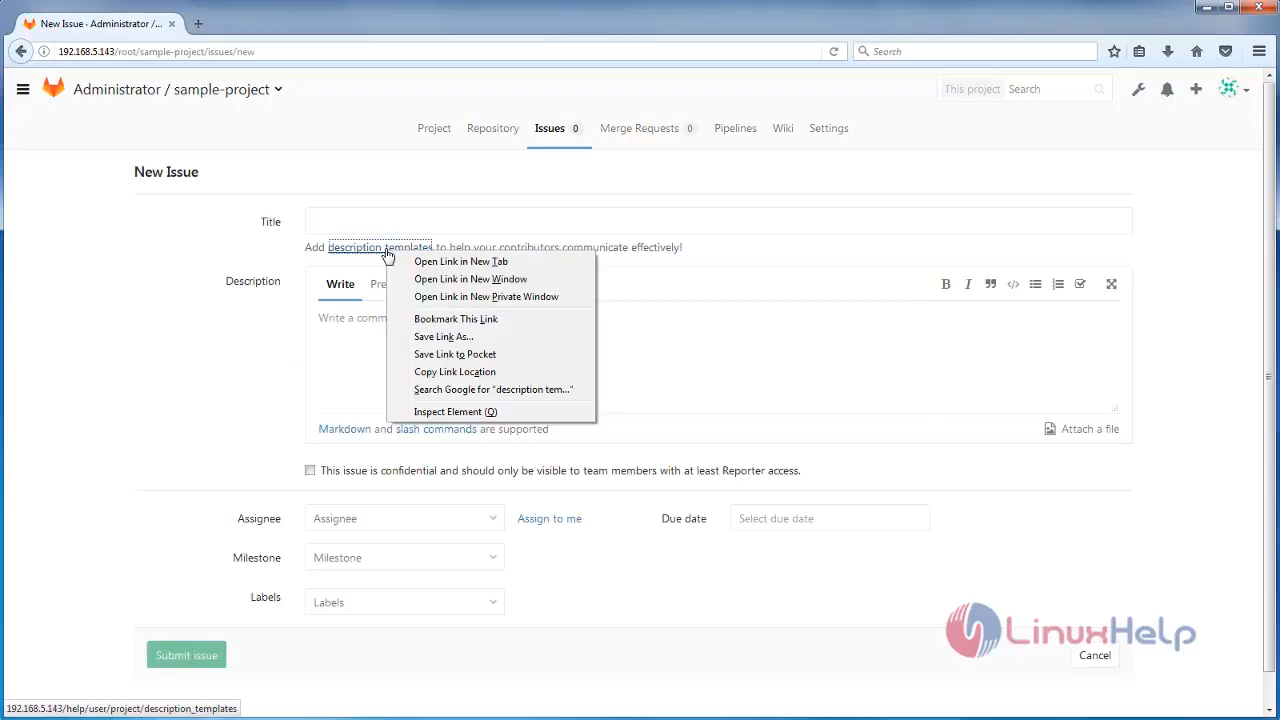 New Issue · Administrator /...
192.168.5.143/root/sample-project/issues/new
Search
Administrator / sample-project
This project Search
Project Repository Issues 0 Merge Requests 0 Pipelines Wiki Settings
New Issue
Title
Add description templates to help your contributors communicate effectively!
Open Link in New Tab
Open Link in New Window
Open Link in New Private Window
Bookmark This Link
Save Link As...
Save Link to Pocket
Copy Link Location
Search Google for "description tem..."
Inspect Element (Q)
Description
Write Pre
Write a comm
Markdown and slash commands are supported
Attach a file
This issue is confidential and should only be visible to team members with at least Reporter access.
Assignee Assignee Assign to me Due date Select due date
Milestone Milestone
Labels Labels
LinuxHelp
Submit issue Cancel
192.168.5.143/help/user/project/description_templates